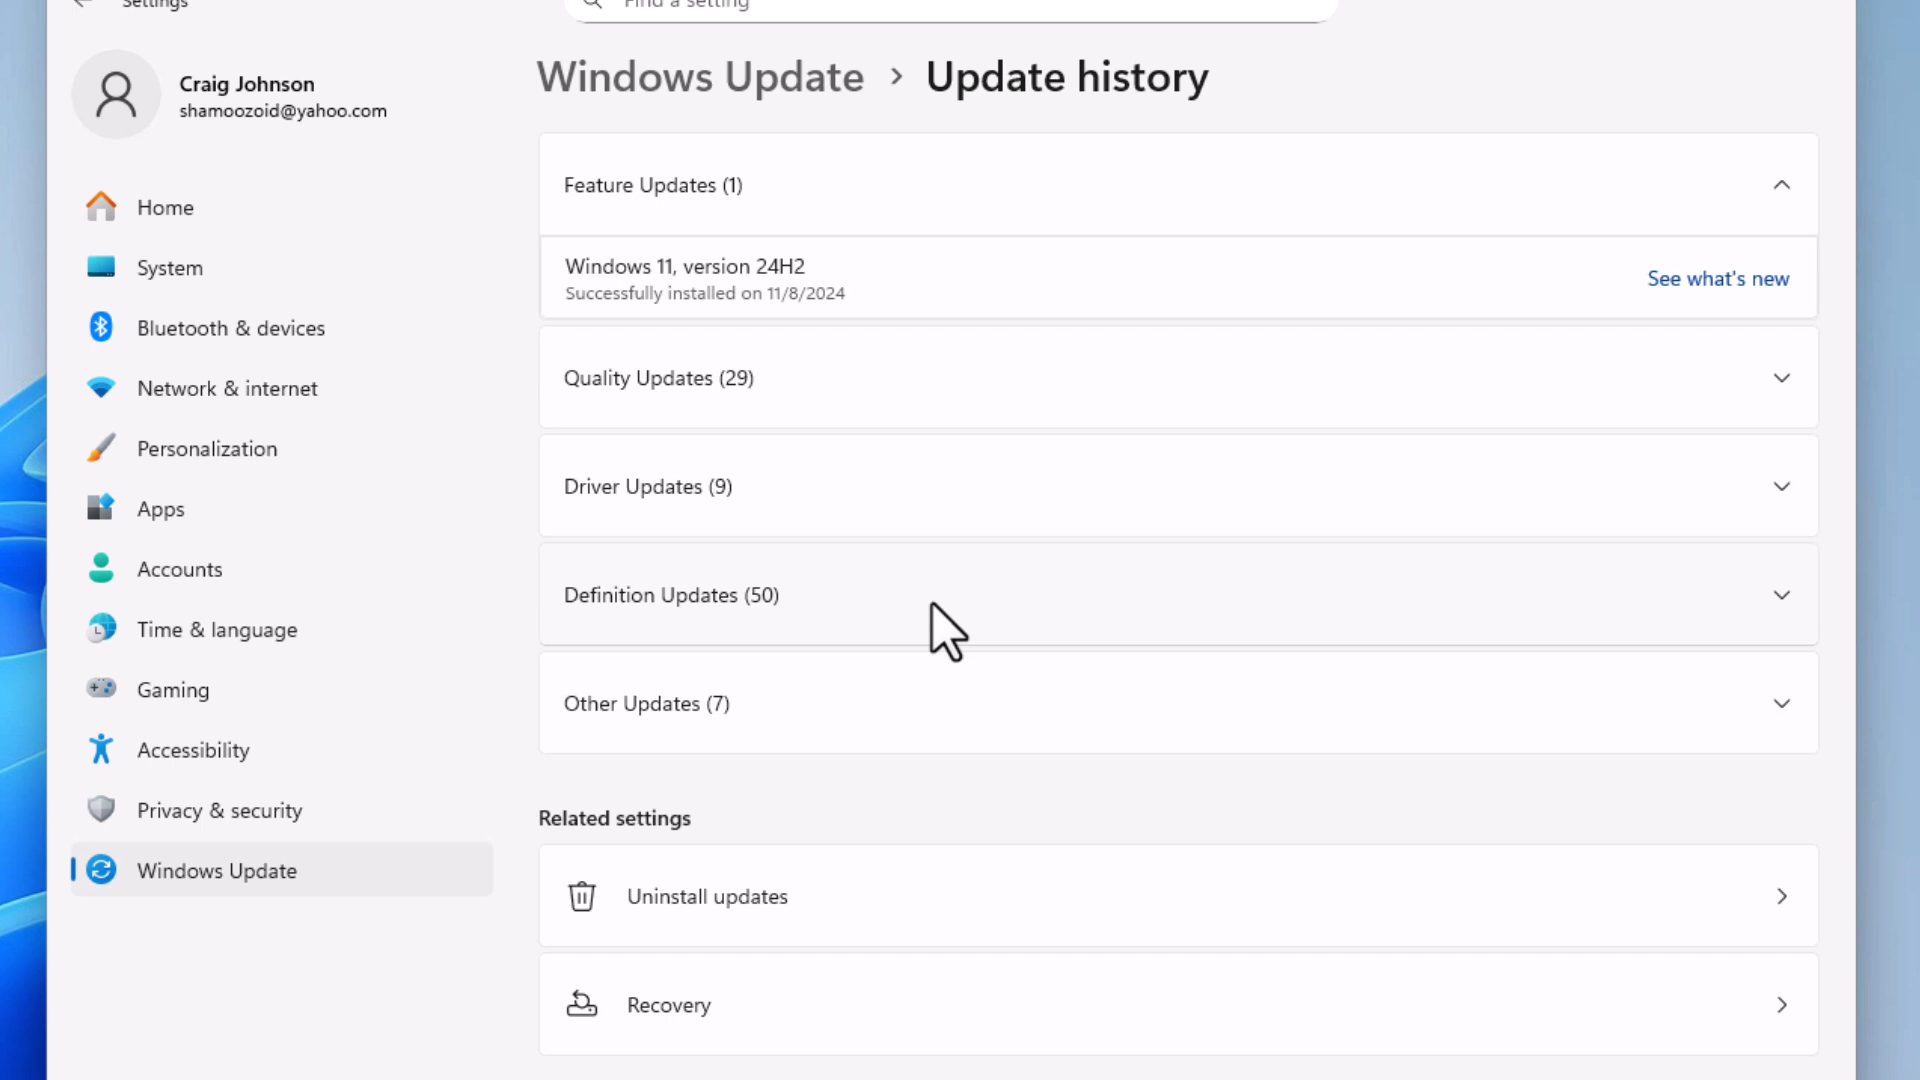 Settings
Find a setting
Craig Johnson
shamoozoid@yahoo.com
Home
System
Bluetooth & devices
Network & internet
Personalization
Apps
Accounts
Time & language
Gaming
Accessibility
Privacy & security
Windows Update
Windows Update > Update history
Feature Updates (1)
Windows 11, version 24H2
Successfully installed on 11/8/2024
See what's new
Quality Updates (29)
Driver Updates (9)
Definition Updates (50)
Other Updates (7)
Related settings
Uninstall updates
Recovery